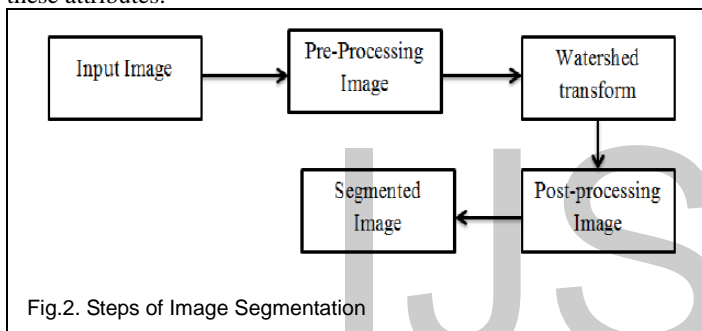 these attributes.
Input Image
Pre-Processing
Image
Watershed
transform
Segmented
Image
Post-processing
Image
Fig.2. Steps of Image Segmentation
IJS